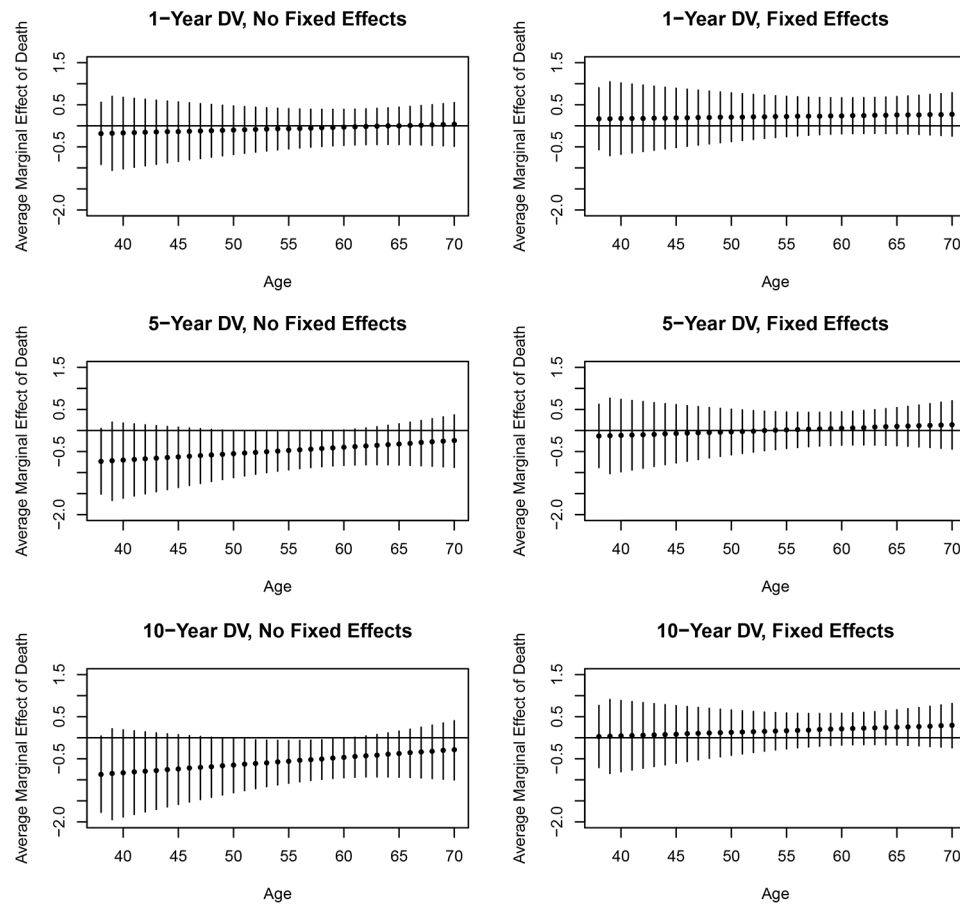 1−Year DV, No Fixed Effects
Average Marginal Effect of Death
1.5
0.5
−0.5
−2.0
40 45 50 55 60 65 70
Age
1−Year DV, Fixed Effects
Average Marginal Effect of Death
1.5
0.5
−0.5
−2.0
40 45 50 55 60 65 70
Age
5−Year DV, No Fixed Effects
Average Marginal Effect of Death
1.5
0.5
−0.5
−2.0
40 45 50 55 60 65 70
Age
5−Year DV, Fixed Effects
Average Marginal Effect of Death
1.5
0.5
−0.5
−2.0
40 45 50 55 60 65 70
Age
10−Year DV, No Fixed Effects
Average Marginal Effect of Death
1.5
0.5
−0.5
−2.0
40 45 50 55 60 65 70
Age
10−Year DV, Fixed Effects
Average Marginal Effect of Death
1.5
0.5
−0.5
−2.0
40 45 50 55 60 65 70
Age